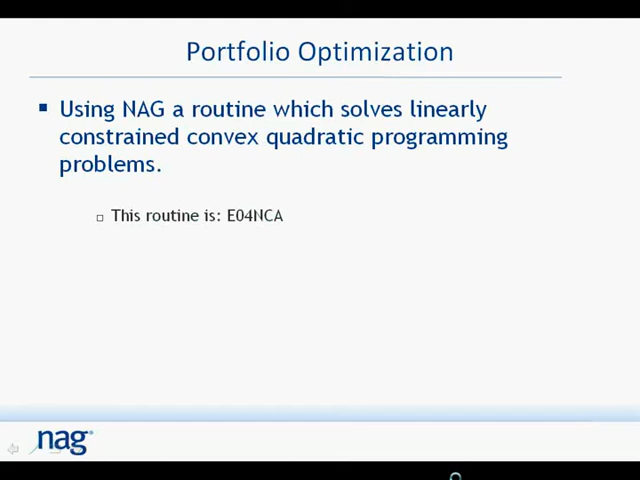 Portfolio Optimization
Using NAG a routine which solves linearly
constrained convex quadratic programming
problems.
This routine is: E04NCA
nag